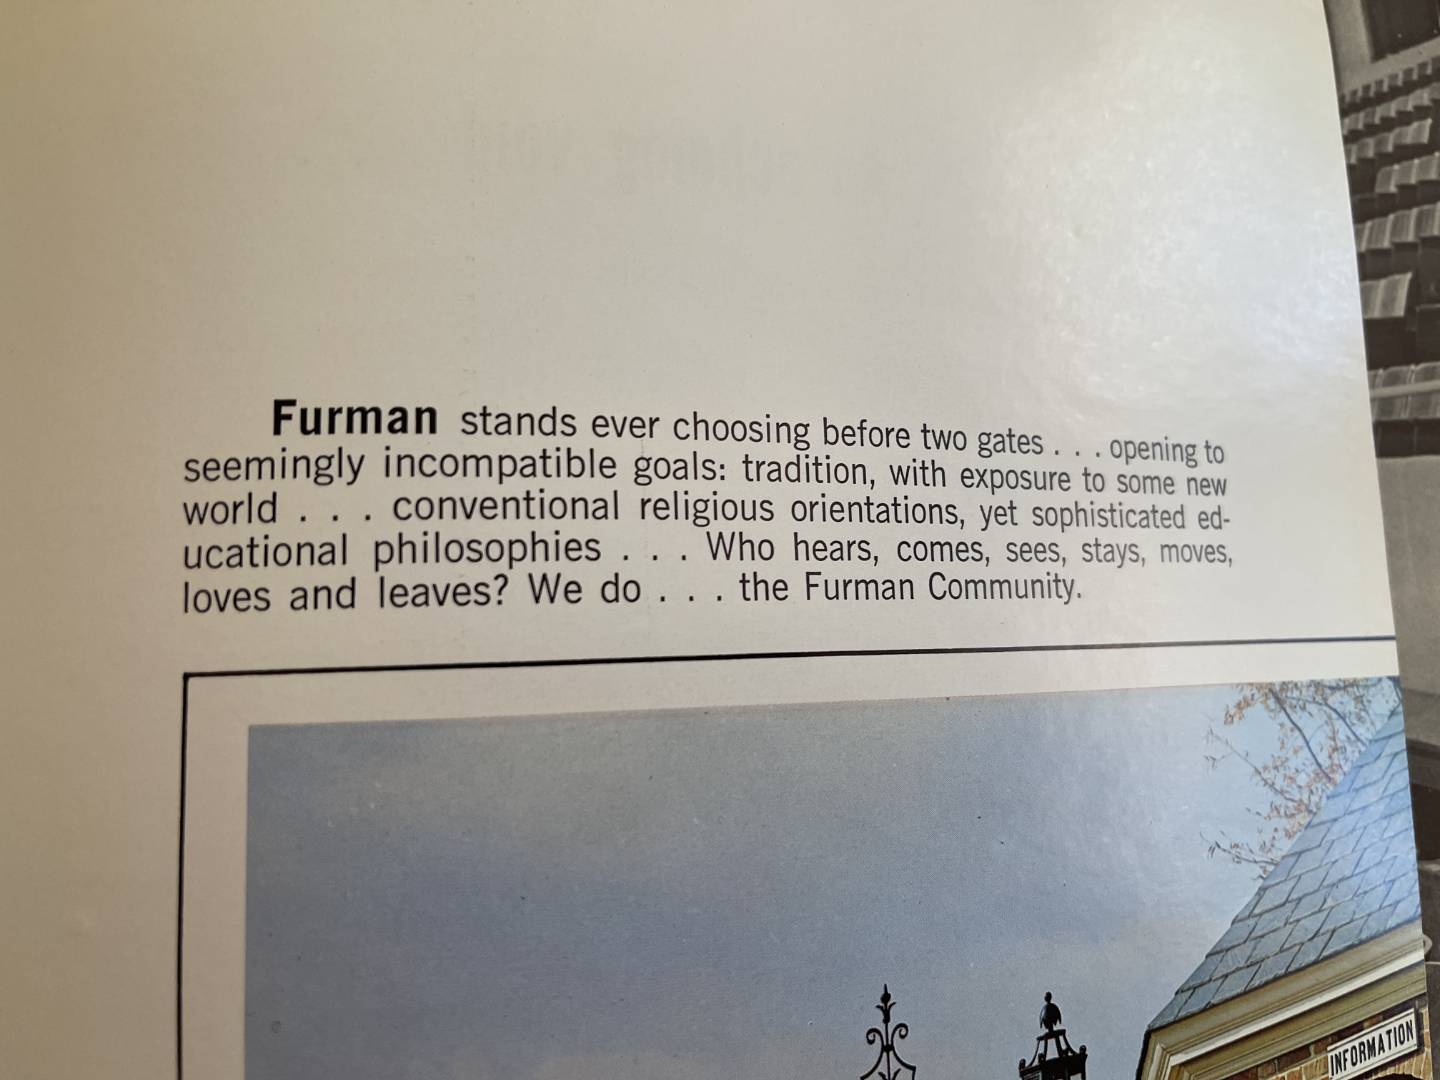 Furman stands ever choosing before two gates . . . opening to
seemingly incompatible goals: tradition, with exposure to some new
world . . . conventional religious orientations, yet sophisticated ed-
ucational philosophies . . . Who hears, comes, sees, stays, moves,
loves and leaves? We do . . . the Furman Community.
INFORMATION